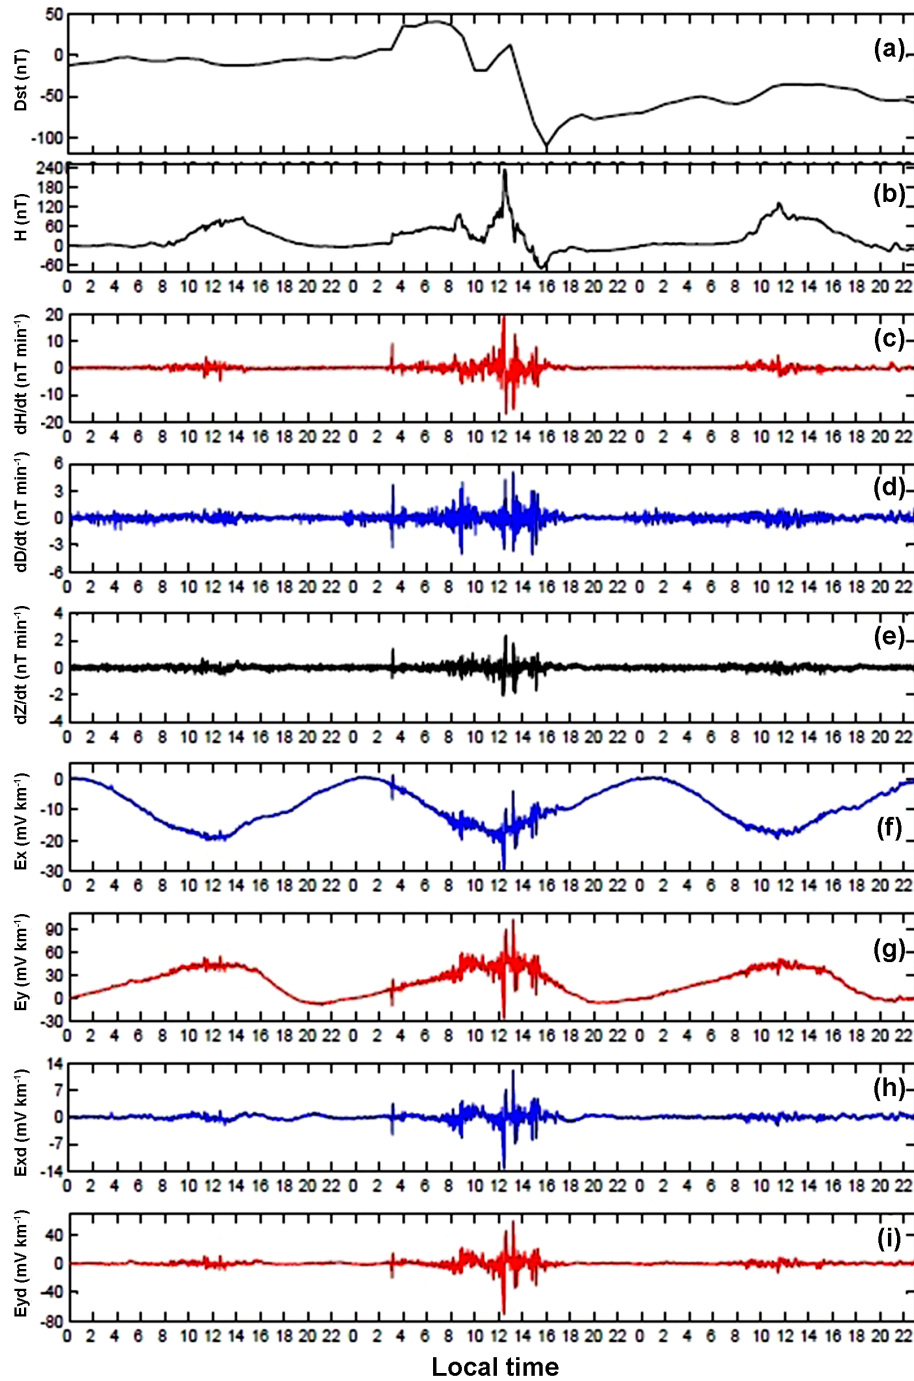 (a)
Dst (nT)
50
0
-50
-100
(b)
H (nT)
240
180
120
60
0
-60
0 2 4 6 8 10 12 14 16 18 20 22 0 2 4 6 8 10 12 14 16 18 20 22 0 2 4 6 8 10 12 14 16 18 20 22
(c)
dH/dt (nT min⁻¹)
20
10
0
-10
-20
0 2 4 6 8 10 12 14 16 18 20 22 0 2 4 6 8 10 12 14 16 18 20 22 0 2 4 6 8 10 12 14 16 18 20 22
(d)
dD/dt (nT min⁻¹)
6
3
0
-3
-6
0 2 4 6 8 10 12 14 16 18 20 22 0 2 4 6 8 10 12 14 16 18 20 22 0 2 4 6 8 10 12 14 16 18 20 22
(e)
dZ/dt (nT min⁻¹)
4
2
0
-2
-4
0 2 4 6 8 10 12 14 16 18 20 22 0 2 4 6 8 10 12 14 16 18 20 22 0 2 4 6 8 10 12 14 16 18 20 22
(f)
Ex (mV km⁻¹)
0
-10
-20
-30
0 2 4 6 8 10 12 14 16 18 20 22 0 2 4 6 8 10 12 14 16 18 20 22 0 2 4 6 8 10 12 14 16 18 20 22
(g)
Ey (mV km⁻¹)
90
60
30
0
-30
0 2 4 6 8 10 12 14 16 18 20 22 0 2 4 6 8 10 12 14 16 18 20 22 0 2 4 6 8 10 12 14 16 18 20 22
(h)
Exd (mV km⁻¹)
14
7
0
-7
-14
0 2 4 6 8 10 12 14 16 18 20 22 0 2 4 6 8 10 12 14 16 18 20 22 0 2 4 6 8 10 12 14 16 18 20 22
(i)
Eyd (mV km⁻¹)
40
0
-40
-80
0 2 4 6 8 10 12 14 16 18 20 22 0 2 4 6 8 10 12 14 16 18 20 22 0 2 4 6 8 10 12 14 16 18 20 22
Local time